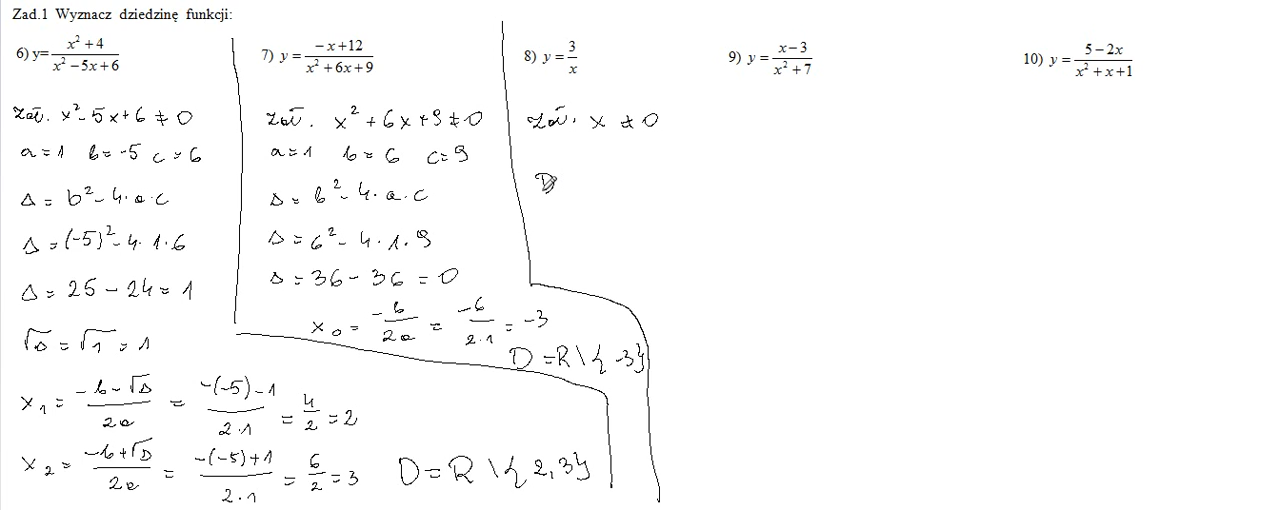 Zad.1 Wyznacz dziedzinę funkcji:
6) y= x² + 4 / x² − 5x + 6
Zał. x² - 5x + 6 ≠ 0
a = 1 b = -5 c = 6
Δ = b² - 4·a·c
Δ = (-5)² - 4·1·6
Δ = 25 - 24 = 1
√Δ = √1 = 1
x₁ = -b - √Δ / 2a = -(-5) - 1 / 2·1 = 4/2 = 2
x₂ = -b + √Δ / 2a = -(-5) + 1 / 2·1 = 6/2 = 3
D = R \ { 2, 3 }
7) y = −x + 12 / x² + 6x + 9
Zał. x² + 6x + 9 ≠ 0
a = 1 b = 6 c = 9
Δ = b² - 4·a·c
Δ = 6² - 4·1·9
Δ = 36 - 36 = 0
x₀ = -b / 2a = -6 / 2·1 = -3
D = R \ { -3 }
8) y = 3 / x
Zał. x ≠ 0
D
9) y = x − 3 / x² + 7
10) y = 5 − 2x / x² + x + 1